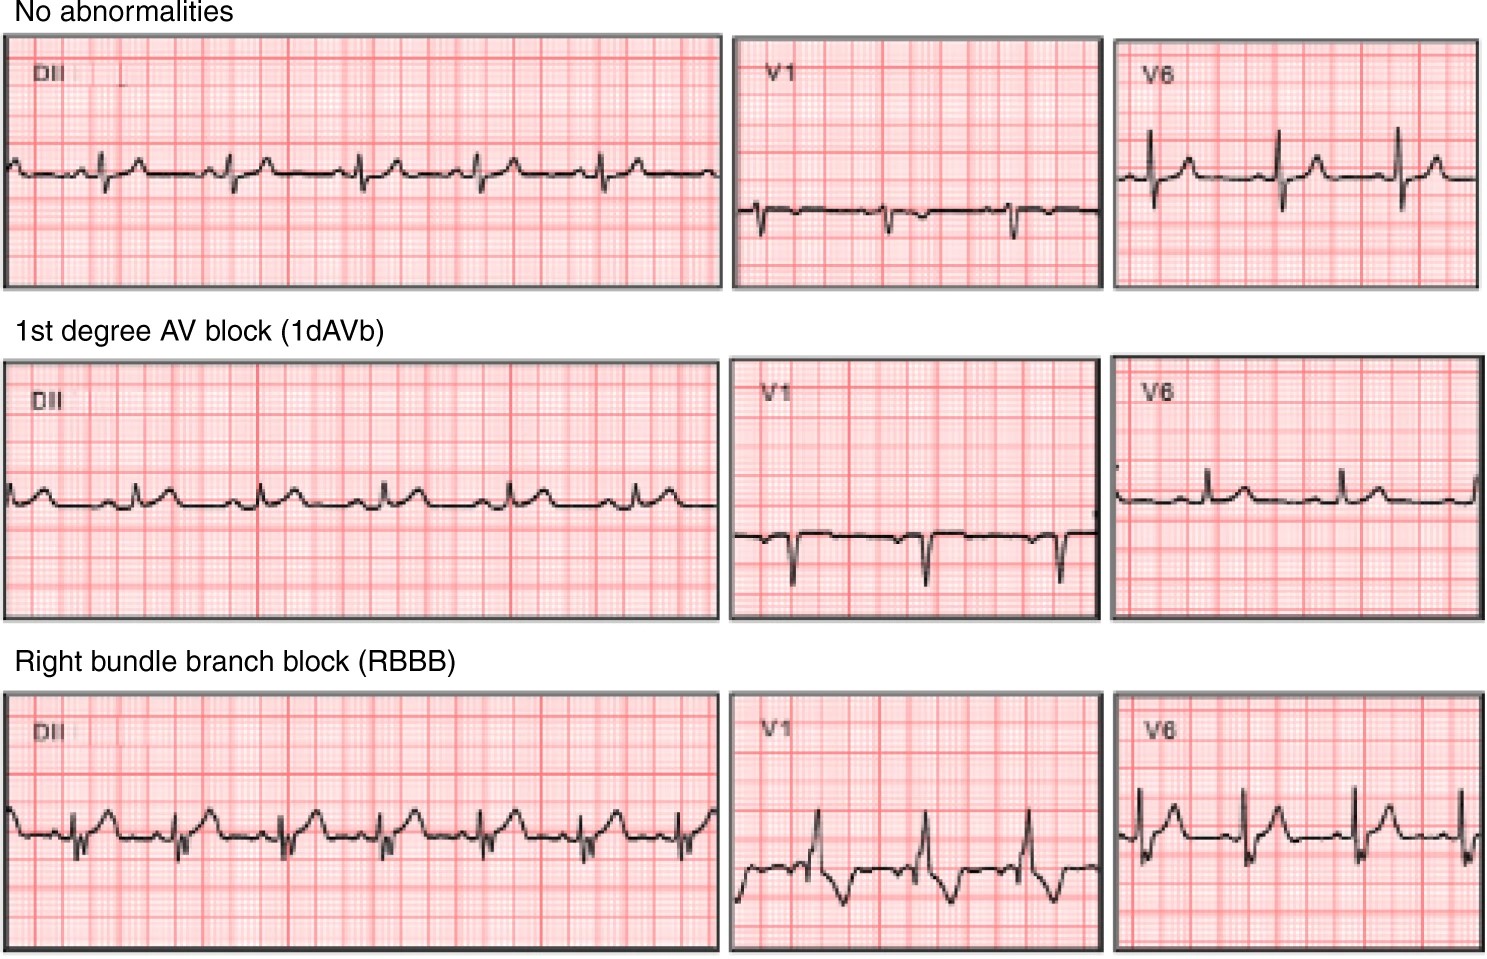 No abnormalities
DII
V1
V6
1st degree AV block (1dAVb)
DII
V1
V6
Right bundle branch block (RBBB)
DII
V1
V6